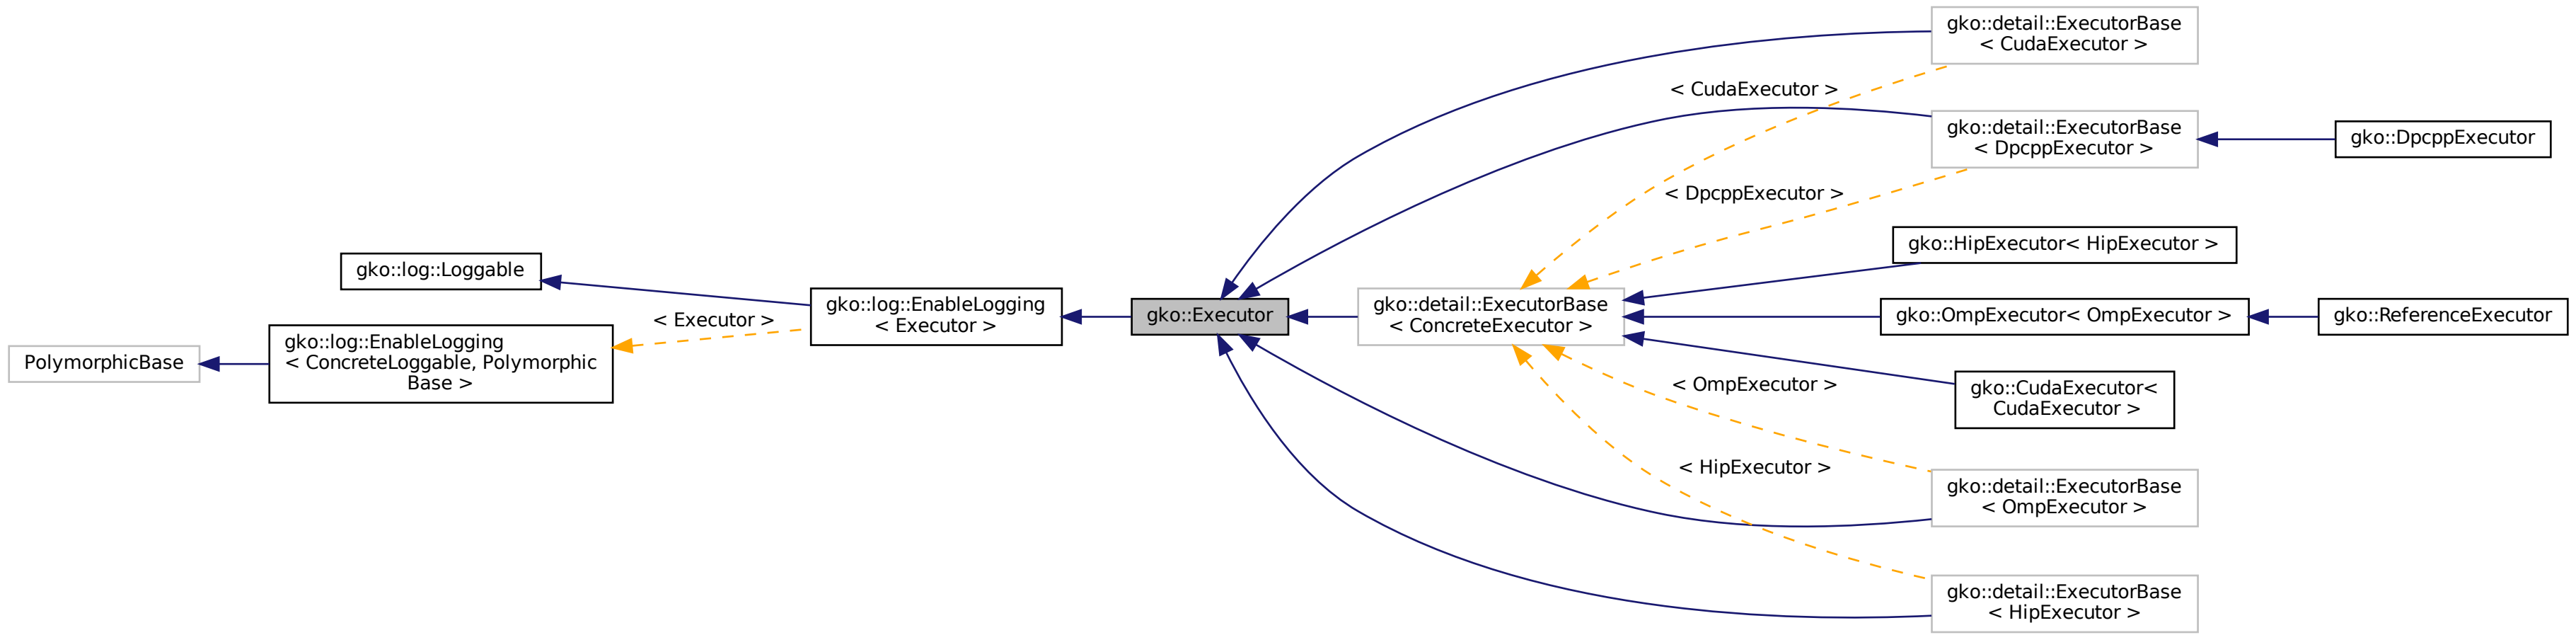 gko::detail::ExecutorBase
< CudaExecutor >
< CudaExecutor >
gko::detail::ExecutorBase
< DpcppExecutor >
gko::DpcppExecutor
< DpcppExecutor >
gko::HipExecutor< HipExecutor >
gko::log::Loggable
gko::log::EnableLogging
< Executor >
< Executor >
gko::Executor
gko::detail::ExecutorBase
< ConcreteExecutor >
gko::OmpExecutor< OmpExecutor >
gko::ReferenceExecutor
PolymorphicBase
gko::log::EnableLogging
< ConcreteLoggable, Polymorphic
Base >
gko::CudaExecutor<
CudaExecutor >
< OmpExecutor >
< HipExecutor >
gko::detail::ExecutorBase
< OmpExecutor >
gko::detail::ExecutorBase
< HipExecutor >